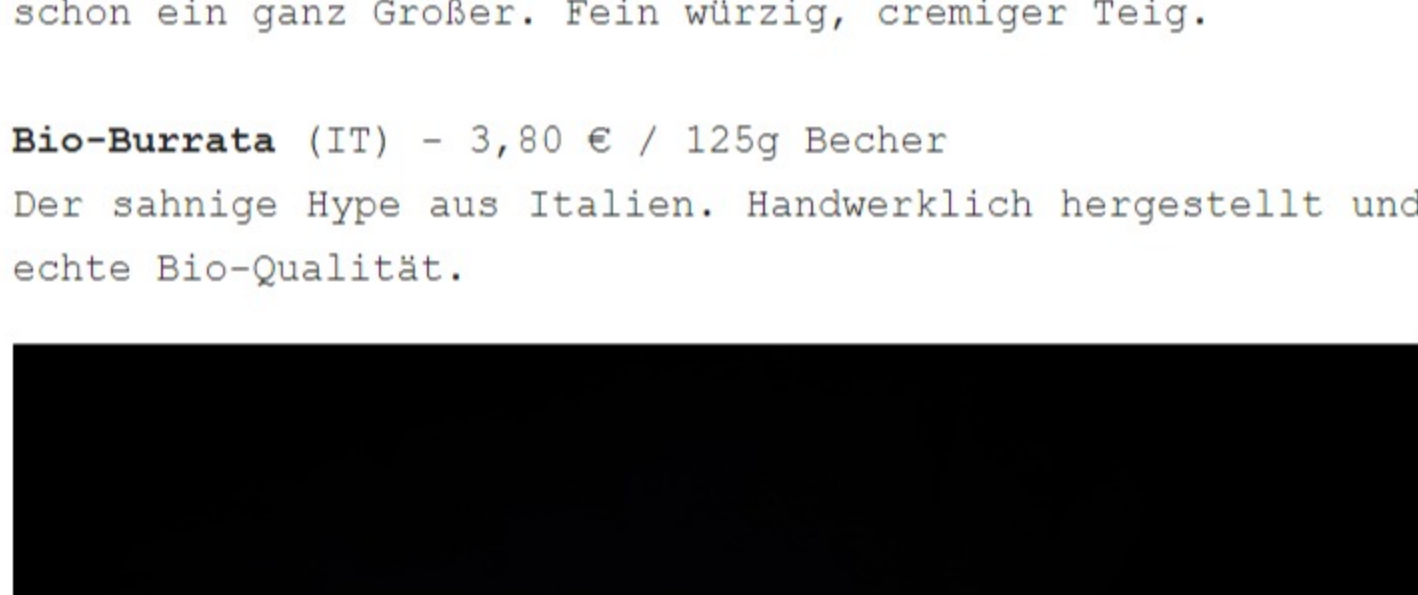 schon ein ganz Großer. Fein würzig, cremiger Teig.
Bio-Burrata (IT) - 3,80 € / 125g Becher
Der sahnige Hype aus Italien. Handwerklich hergestellt und
echte Bio-Qualität.